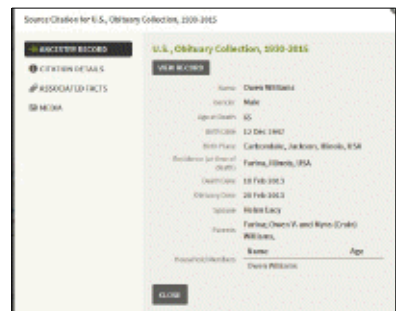 Source Citation for U.S., Obituary Collection, 1930-2015
ANCESTRY RECORD
CITATION DETAILS
ASSOCIATED FACTS
MEDIA
U.S., Obituary Collection, 1930-2015
VIEW RECORD
Name Owen Williams
Gender Male
Age at Death 65
Birth Date 12 Dec 1947
Birth Place Carbondale, Jackson, Illinois, USA
Residence (at time of
death) Farina, Illinois, USA
Death Date 18 Feb 2013
Obituary Date 20 Feb 2013
Spouse Helen Lacy
Parents Farina, Owen V. and Myra (Crain)
Williams,
Name Age
Household Members
Owen Williams
CLOSE